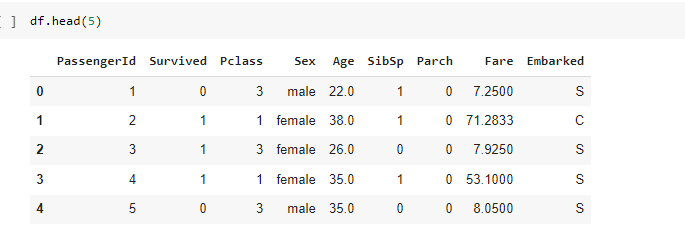 [ ] df.head(5)
PassengerId Survived Pclass Sex Age SibSp Parch Fare Embarked
0 1 0 3 male 22.0 1 0 7.2500 S
1 2 1 1 female 38.0 1 0 71.2833 C
2 3 1 3 female 26.0 0 0 7.9250 S
3 4 1 1 female 35.0 1 0 53.1000 S
4 5 0 3 male 35.0 0 0 8.0500 S